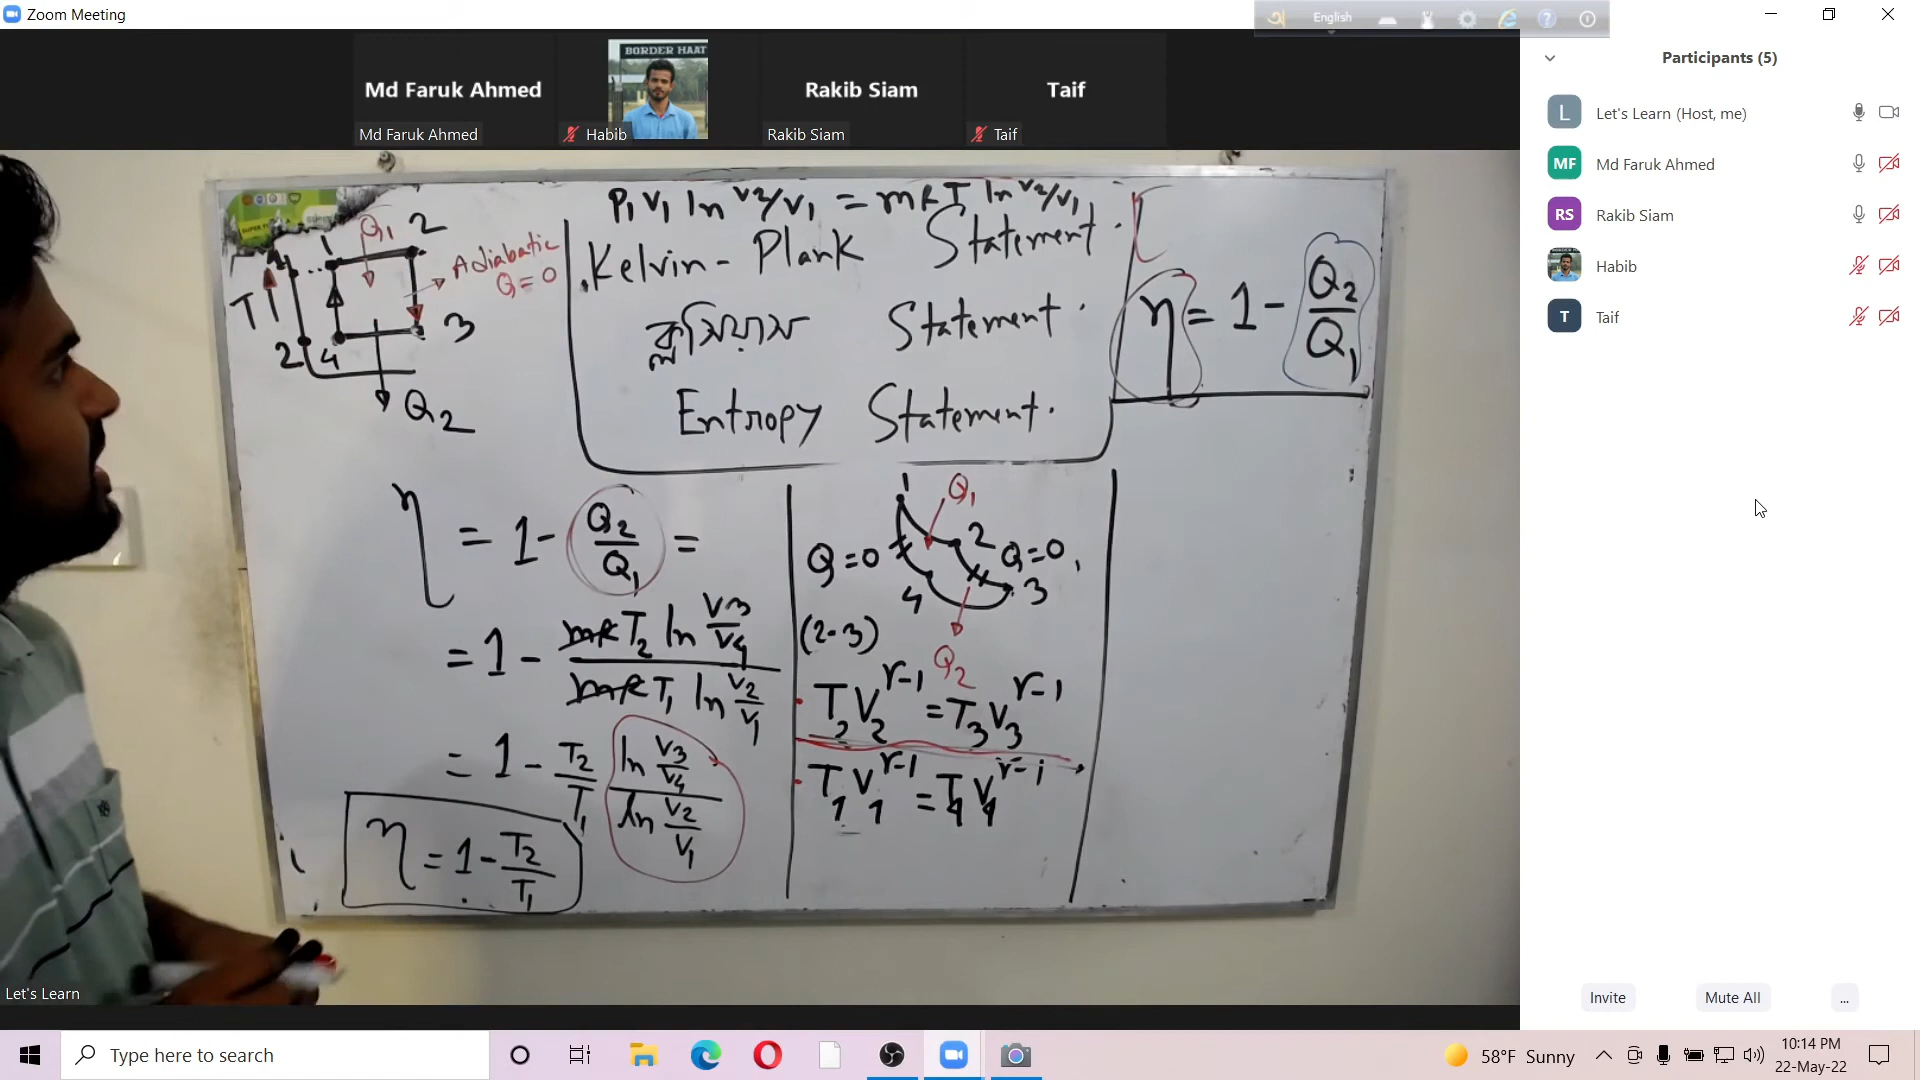 Zoom Meeting
English
Md Faruk Ahmed
Rakib Siam
Taif
BORDER HAAT
Md Faruk Ahmed
Habib
Rakib Siam
Taif
P₁ V₁ ln V2/V₁ = mRT ln V2/V₁
Kelvin - Plank Statement.
ক্লসিয়াস Statement.
Entropy Statement.
1
2
3
4
Q₁
Adiabatic
Q = 0
T
2
Q₂
η = 1 - Q₂/Q₁
η = 1 - Q₂/Q₁ =
= 1 - mRT₂ ln V3/V4 / mRT₁ ln V2/V₁
= 1 - T₂/T₁ ln V3/V4 / ln V2/V₁
η = 1 - T₂/T₁
1
Q₁
2
Q = 0
Q = 0,
4
3
(2-3)
Q₂
T₂V₂^r-1 = T₃V₃^r-1
T₁V₁^r-1 = T₄V₄^r-1
Let's Learn
Participants (5)
L Let's Learn (Host, me)
MF Md Faruk Ahmed
RS Rakib Siam
Habib
T Taif
Invite
Mute All
...
Type here to search
58°F Sunny
10:14 PM
22-May-22